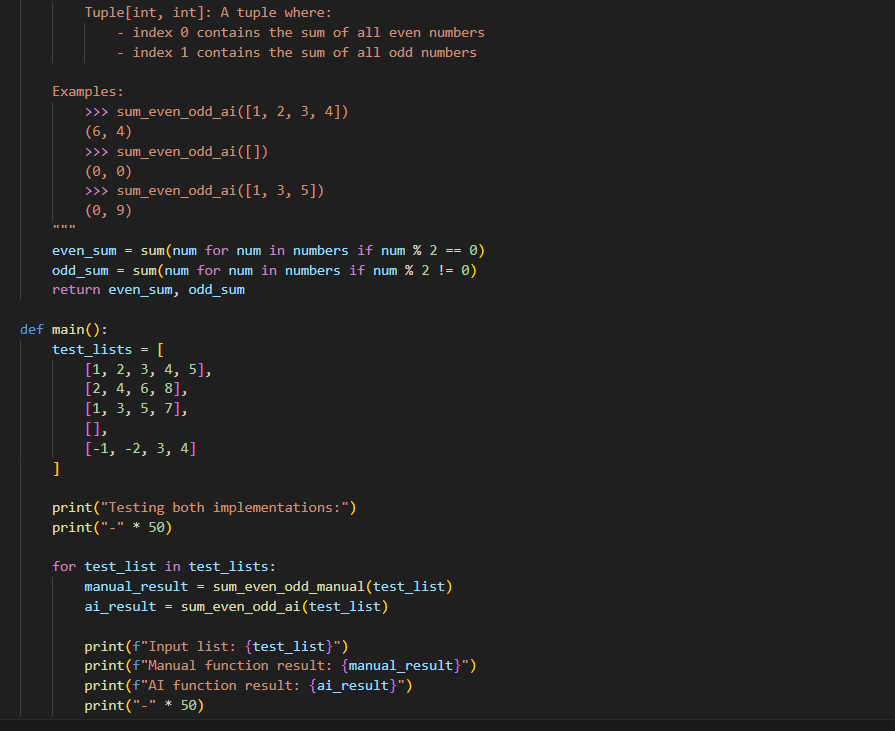 Tuple[int, int]: A tuple where:
            - index 0 contains the sum of all even numbers
            - index 1 contains the sum of all odd numbers

    Examples:
        >>> sum_even_odd_ai([1, 2, 3, 4])
        (6, 4)
        >>> sum_even_odd_ai([])
        (0, 0)
        >>> sum_even_odd_ai([1, 3, 5])
        (0, 9)
    """
    even_sum = sum(num for num in numbers if num % 2 == 0)
    odd_sum = sum(num for num in numbers if num % 2 != 0)
    return even_sum, odd_sum

def main():
    test_lists = [
        [1, 2, 3, 4, 5],
        [2, 4, 6, 8],
        [1, 3, 5, 7],
        [],
        [-1, -2, 3, 4]
    ]

    print("Testing both implementations:")
    print("-" * 50)

    for test_list in test_lists:
        manual_result = sum_even_odd_manual(test_list)
        ai_result = sum_even_odd_ai(test_list)

        print(f"Input list: {test_list}")
        print(f"Manual function result: {manual_result}")
        print(f"AI function result: {ai_result}")
        print("-" * 50)